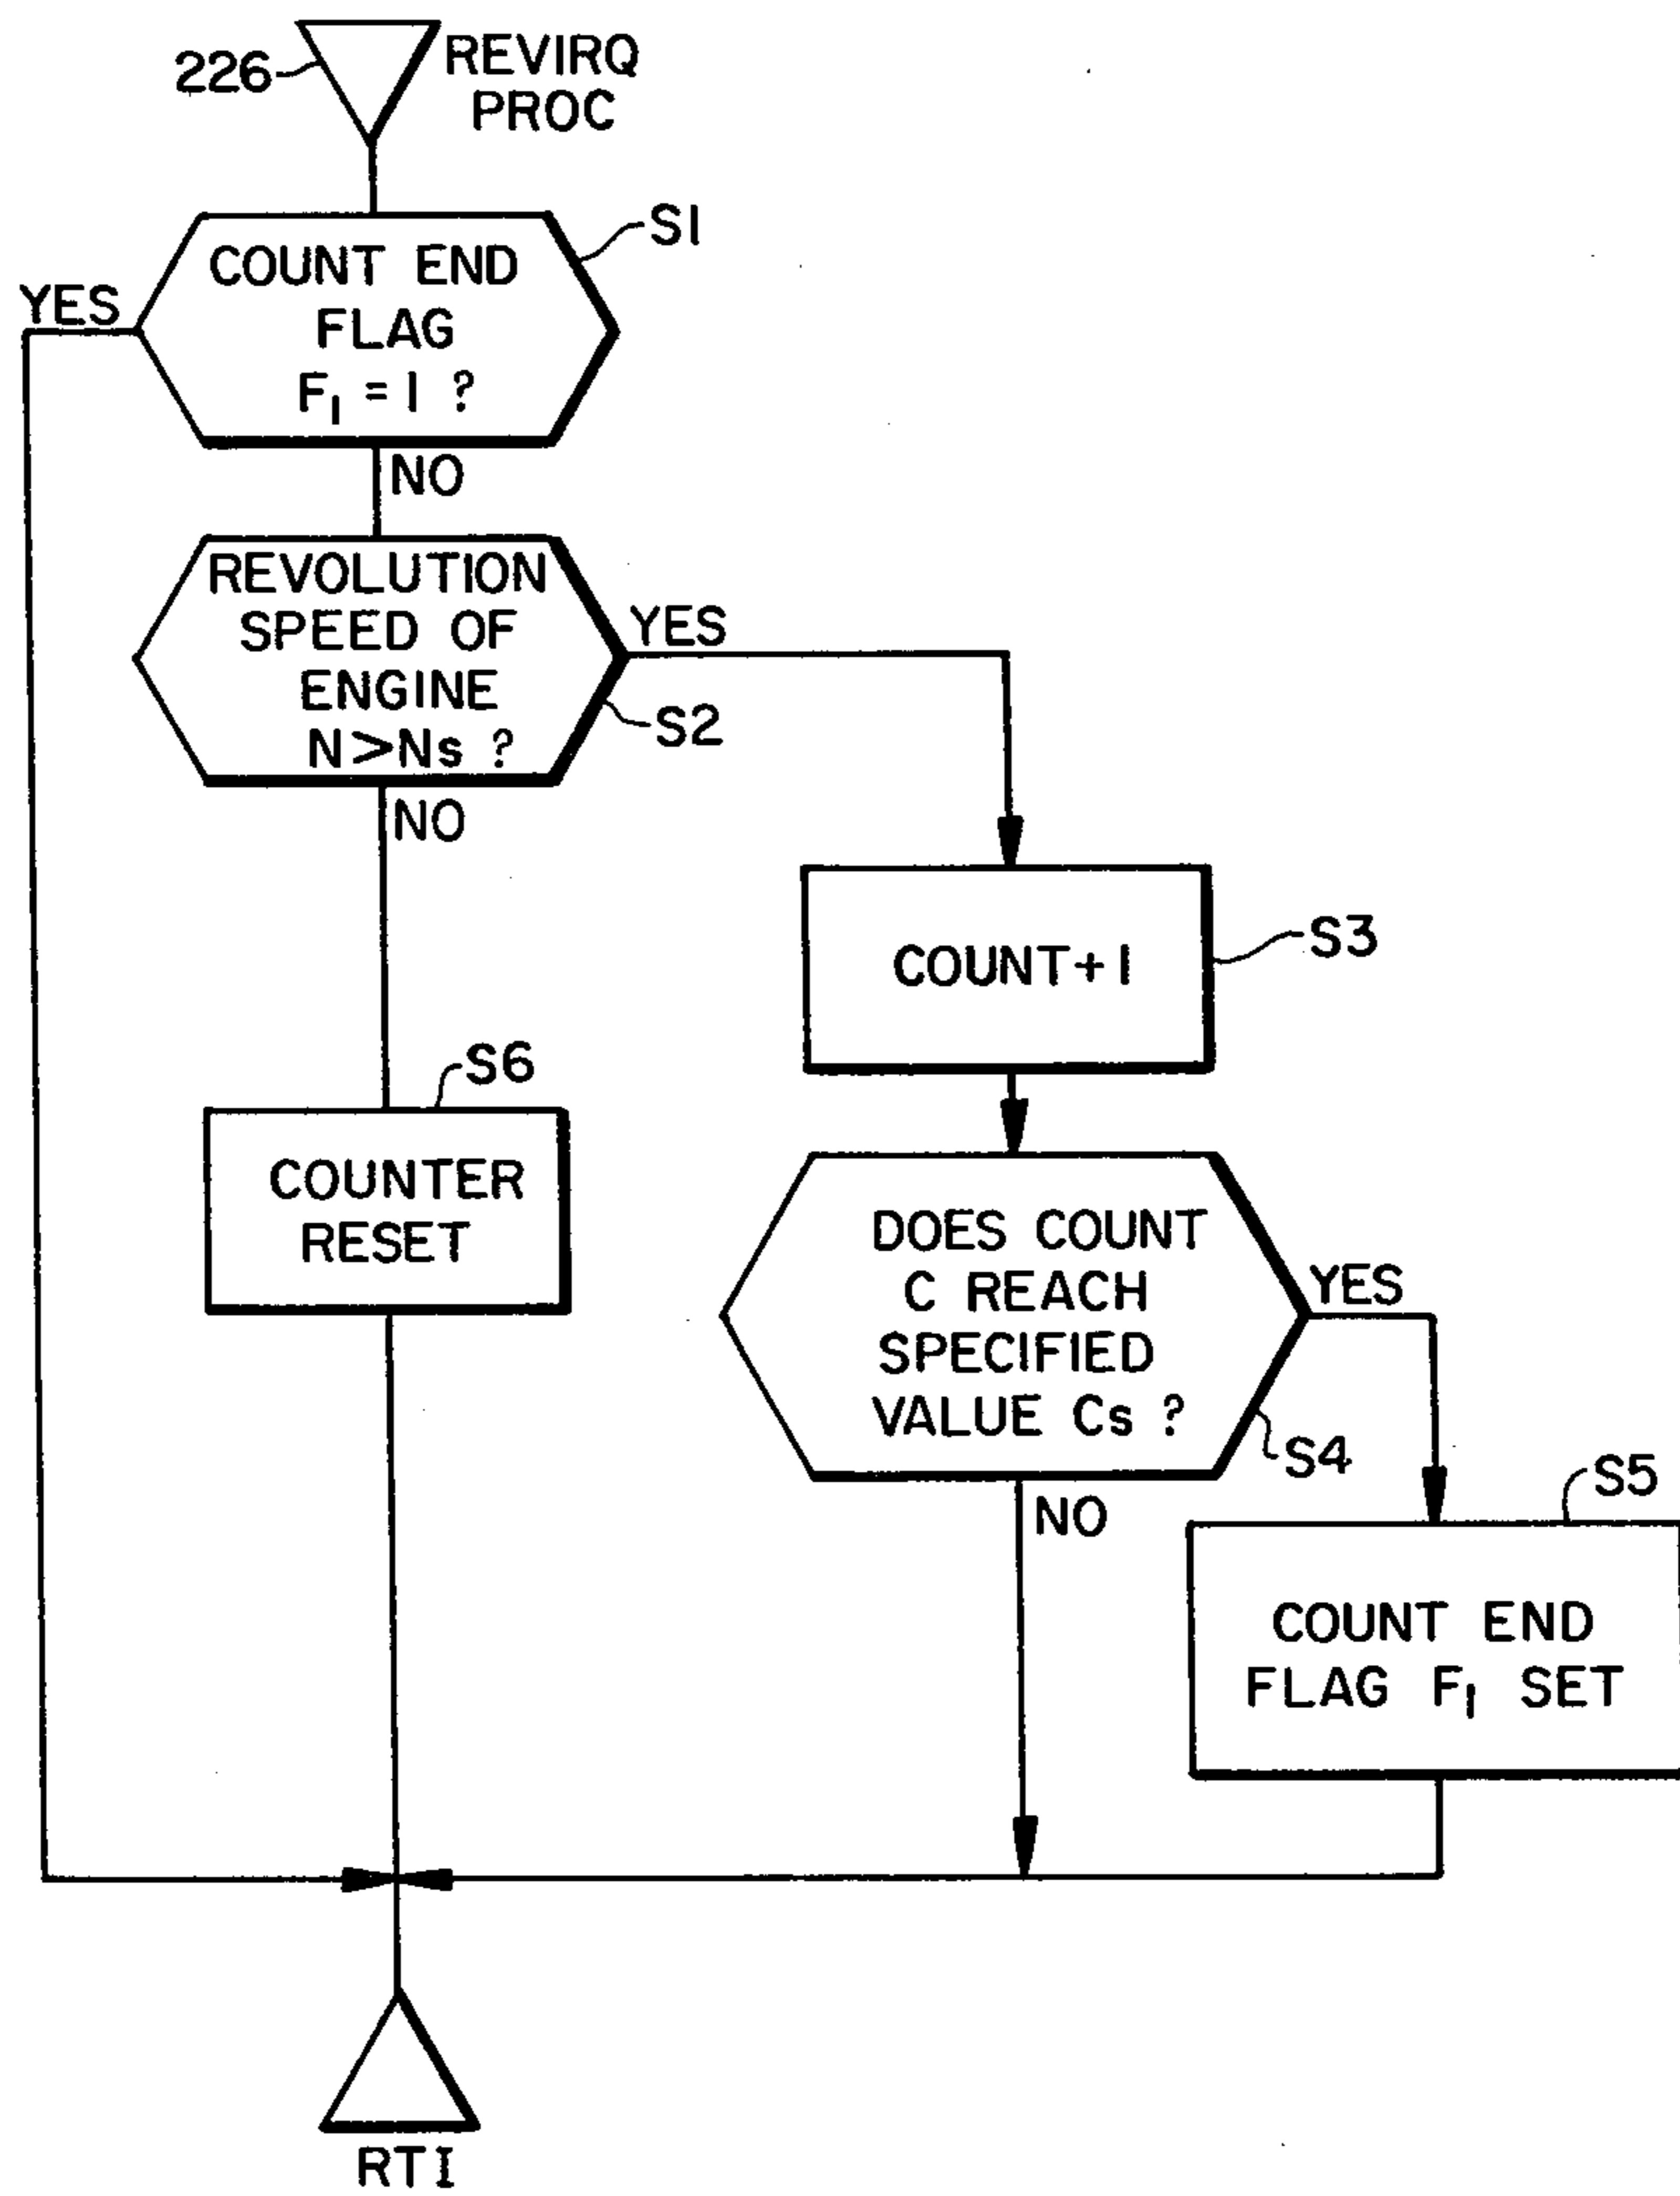 226
REVIRQ
PROC
S1
COUNT END
FLAG
F₁ = 1 ?
YES
NO
REVOLUTION
SPEED OF
ENGINE
N>Ns ?
YES
S2
NO
COUNT+1
S3
S6
COUNTER
RESET
DOES COUNT
C REACH
SPECIFIED
VALUE Cs ?
YES
S4
NO
S5
COUNT END
FLAG F₁ SET
RTI